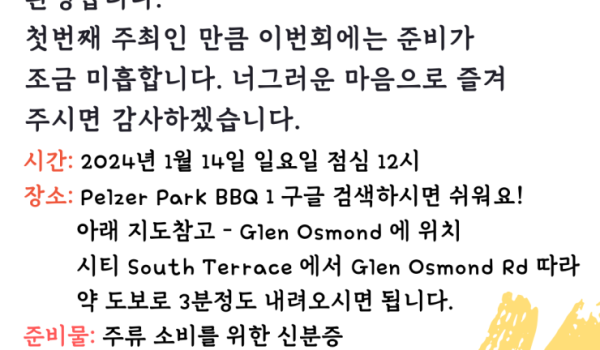 환영합니다.
첫번째 주최인 만큼 이번회에는 준비가
조금 미흡합니다. 너그러운 마음으로 즐겨
주시면 감사하겠습니다.
시간: 2024년 1월 14일 일요일 점심 12시
장소: Pelzer Park BBQ 1 구글 검색하시면 쉬워요!
아래 지도참고 - Glen Osmond 에 위치
시티 South Terrace 에서 Glen Osmond Rd 따라
약 도보로 3분정도 내려오시면 됩니다.
준비물: 주류 소비를 위한 신분증